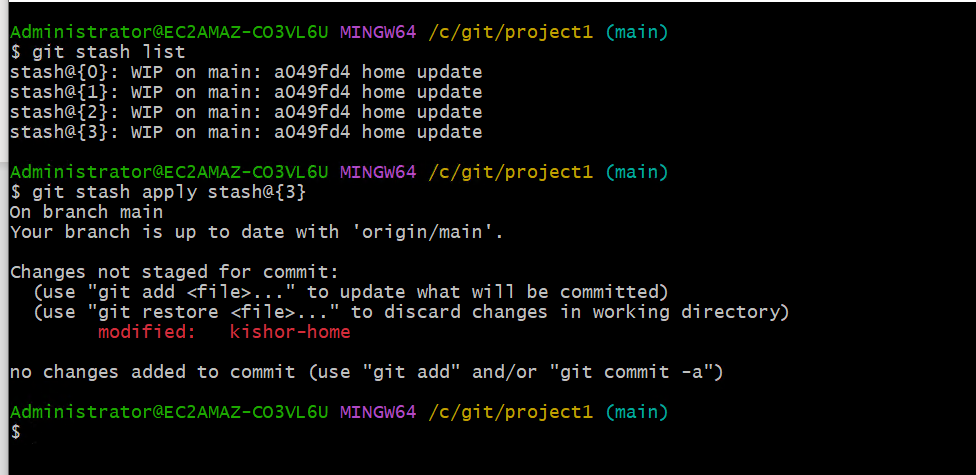 Administrator@EC2AMAZ-CO3VL6U MINGW64 /c/git/project1 (main)
$ git stash list
stash@{0}: WIP on main: a049fd4 home update
stash@{1}: WIP on main: a049fd4 home update
stash@{2}: WIP on main: a049fd4 home update
stash@{3}: WIP on main: a049fd4 home update
Administrator@EC2AMAZ-CO3VL6U MINGW64 /c/git/project1 (main)
$ git stash apply stash@{3}
On branch main
Your branch is up to date with 'origin/main'.
Changes not staged for commit:
  (use "git add <file>..." to update what will be committed)
  (use "git restore <file>..." to discard changes in working directory)
        modified:   kishor-home
no changes added to commit (use "git add" and/or "git commit -a")
Administrator@EC2AMAZ-CO3VL6U MINGW64 /c/git/project1 (main)
$